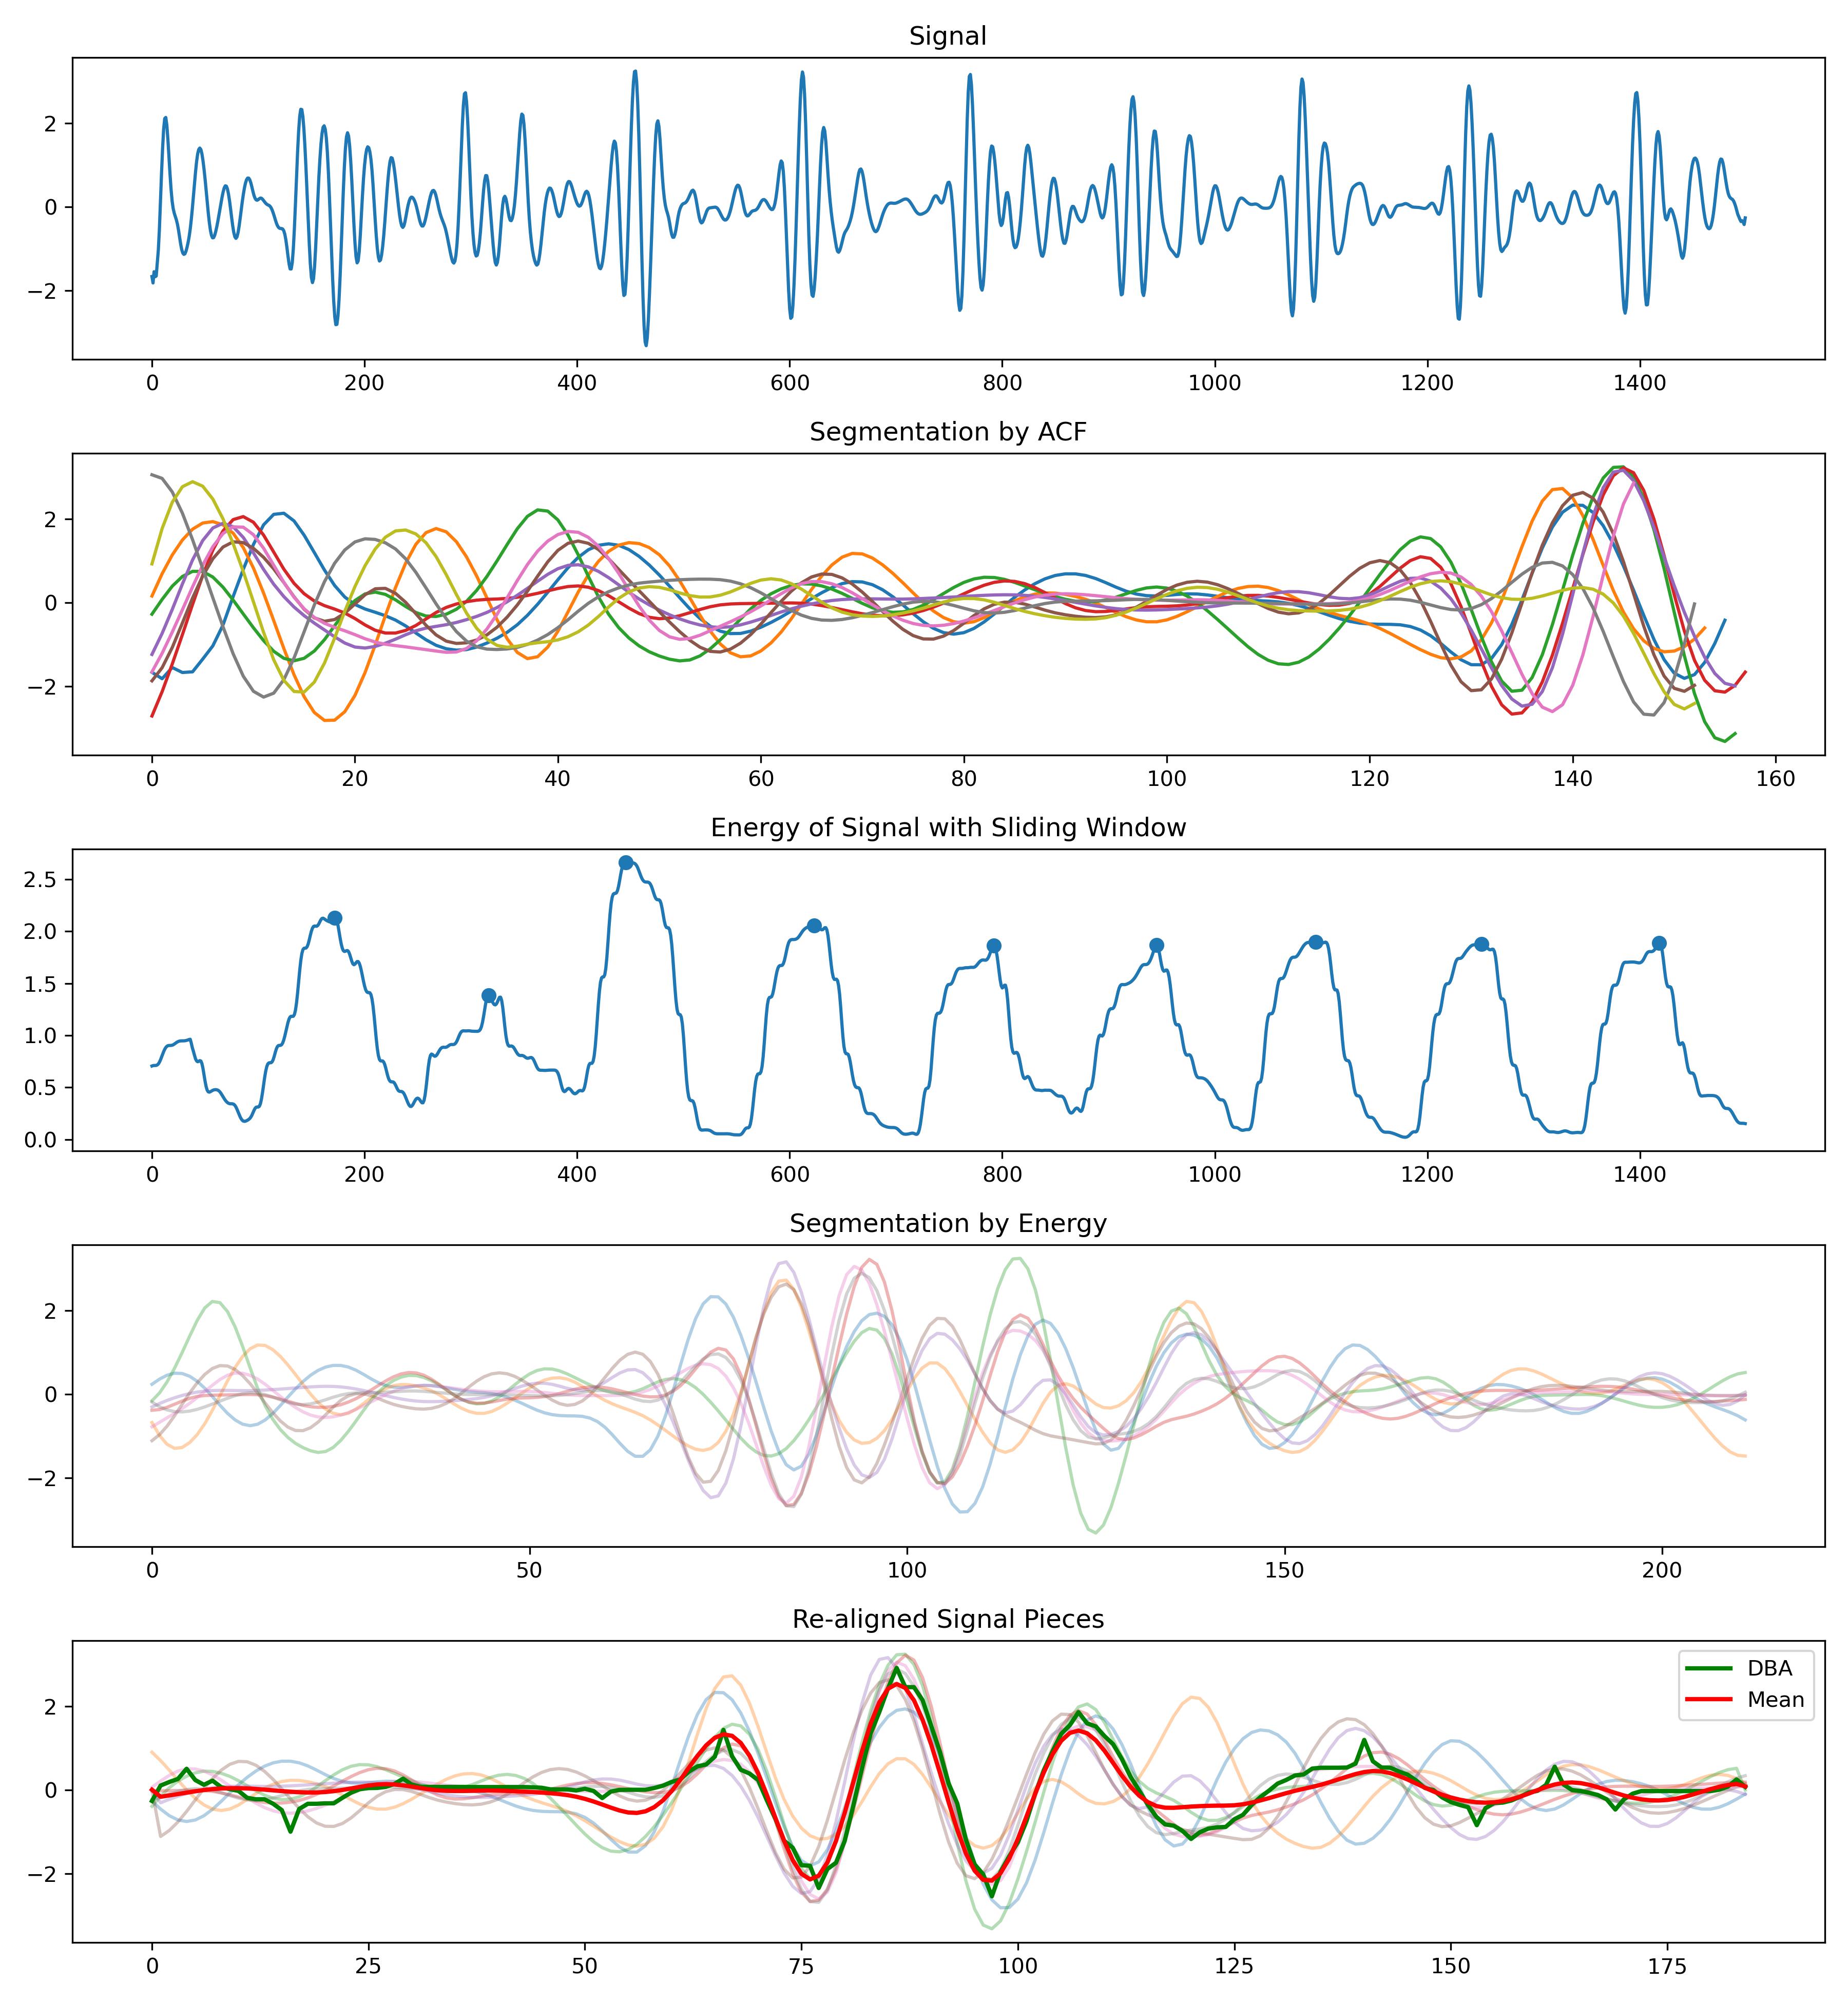 Signal
2
0
−2
0 200 400 600 800 1000 1200 1400
Segmentation by ACF
2
0
−2
0 20 40 60 80 100 120 140 160
Energy of Signal with Sliding Window
2.5
2.0
1.5
1.0
0.5
0.0
0 200 400 600 800 1000 1200 1400
Segmentation by Energy
2
0
−2
0 50 100 150 200
Re-aligned Signal Pieces
DBA
Mean
2
0
−2
0 25 50 75 100 125 150 175